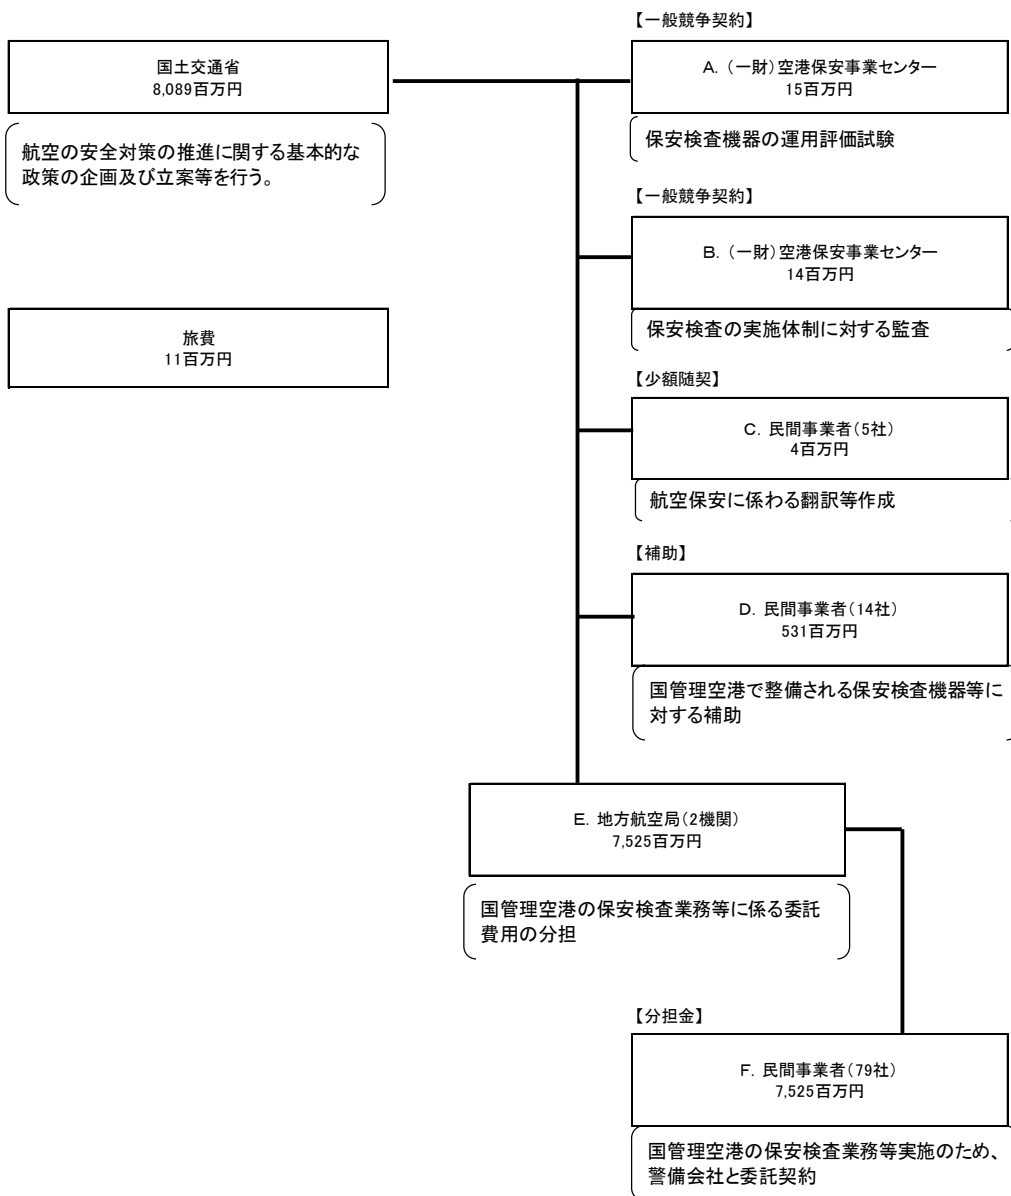 国土交通省
8,089百万円
航空の安全対策の推進に関する基本的な
政策の企画及び立案等を行う。
旅費
11百万円
【一般競争契約】
A. (一財)空港保安事業センター
15百万円
保安検査機器の運用評価試験
【一般競争契約】
B. (一財)空港保安事業センター
14百万円
保安検査の実施体制に対する監査
【少額随契】
C. 民間事業者(5社)
4百万円
航空保安に係わる翻訳等作成
【補助】
D. 民間事業者(14社)
531百万円
国管理空港で整備される保安検査機器等に
対する補助
E. 地方航空局(2機関)
7,525百万円
国管理空港の保安検査業務等に係る委託
費用の分担
【分担金】
F. 民間事業者(79社)
7,525百万円
国管理空港の保安検査業務等実施のため、
警備会社と委託契約